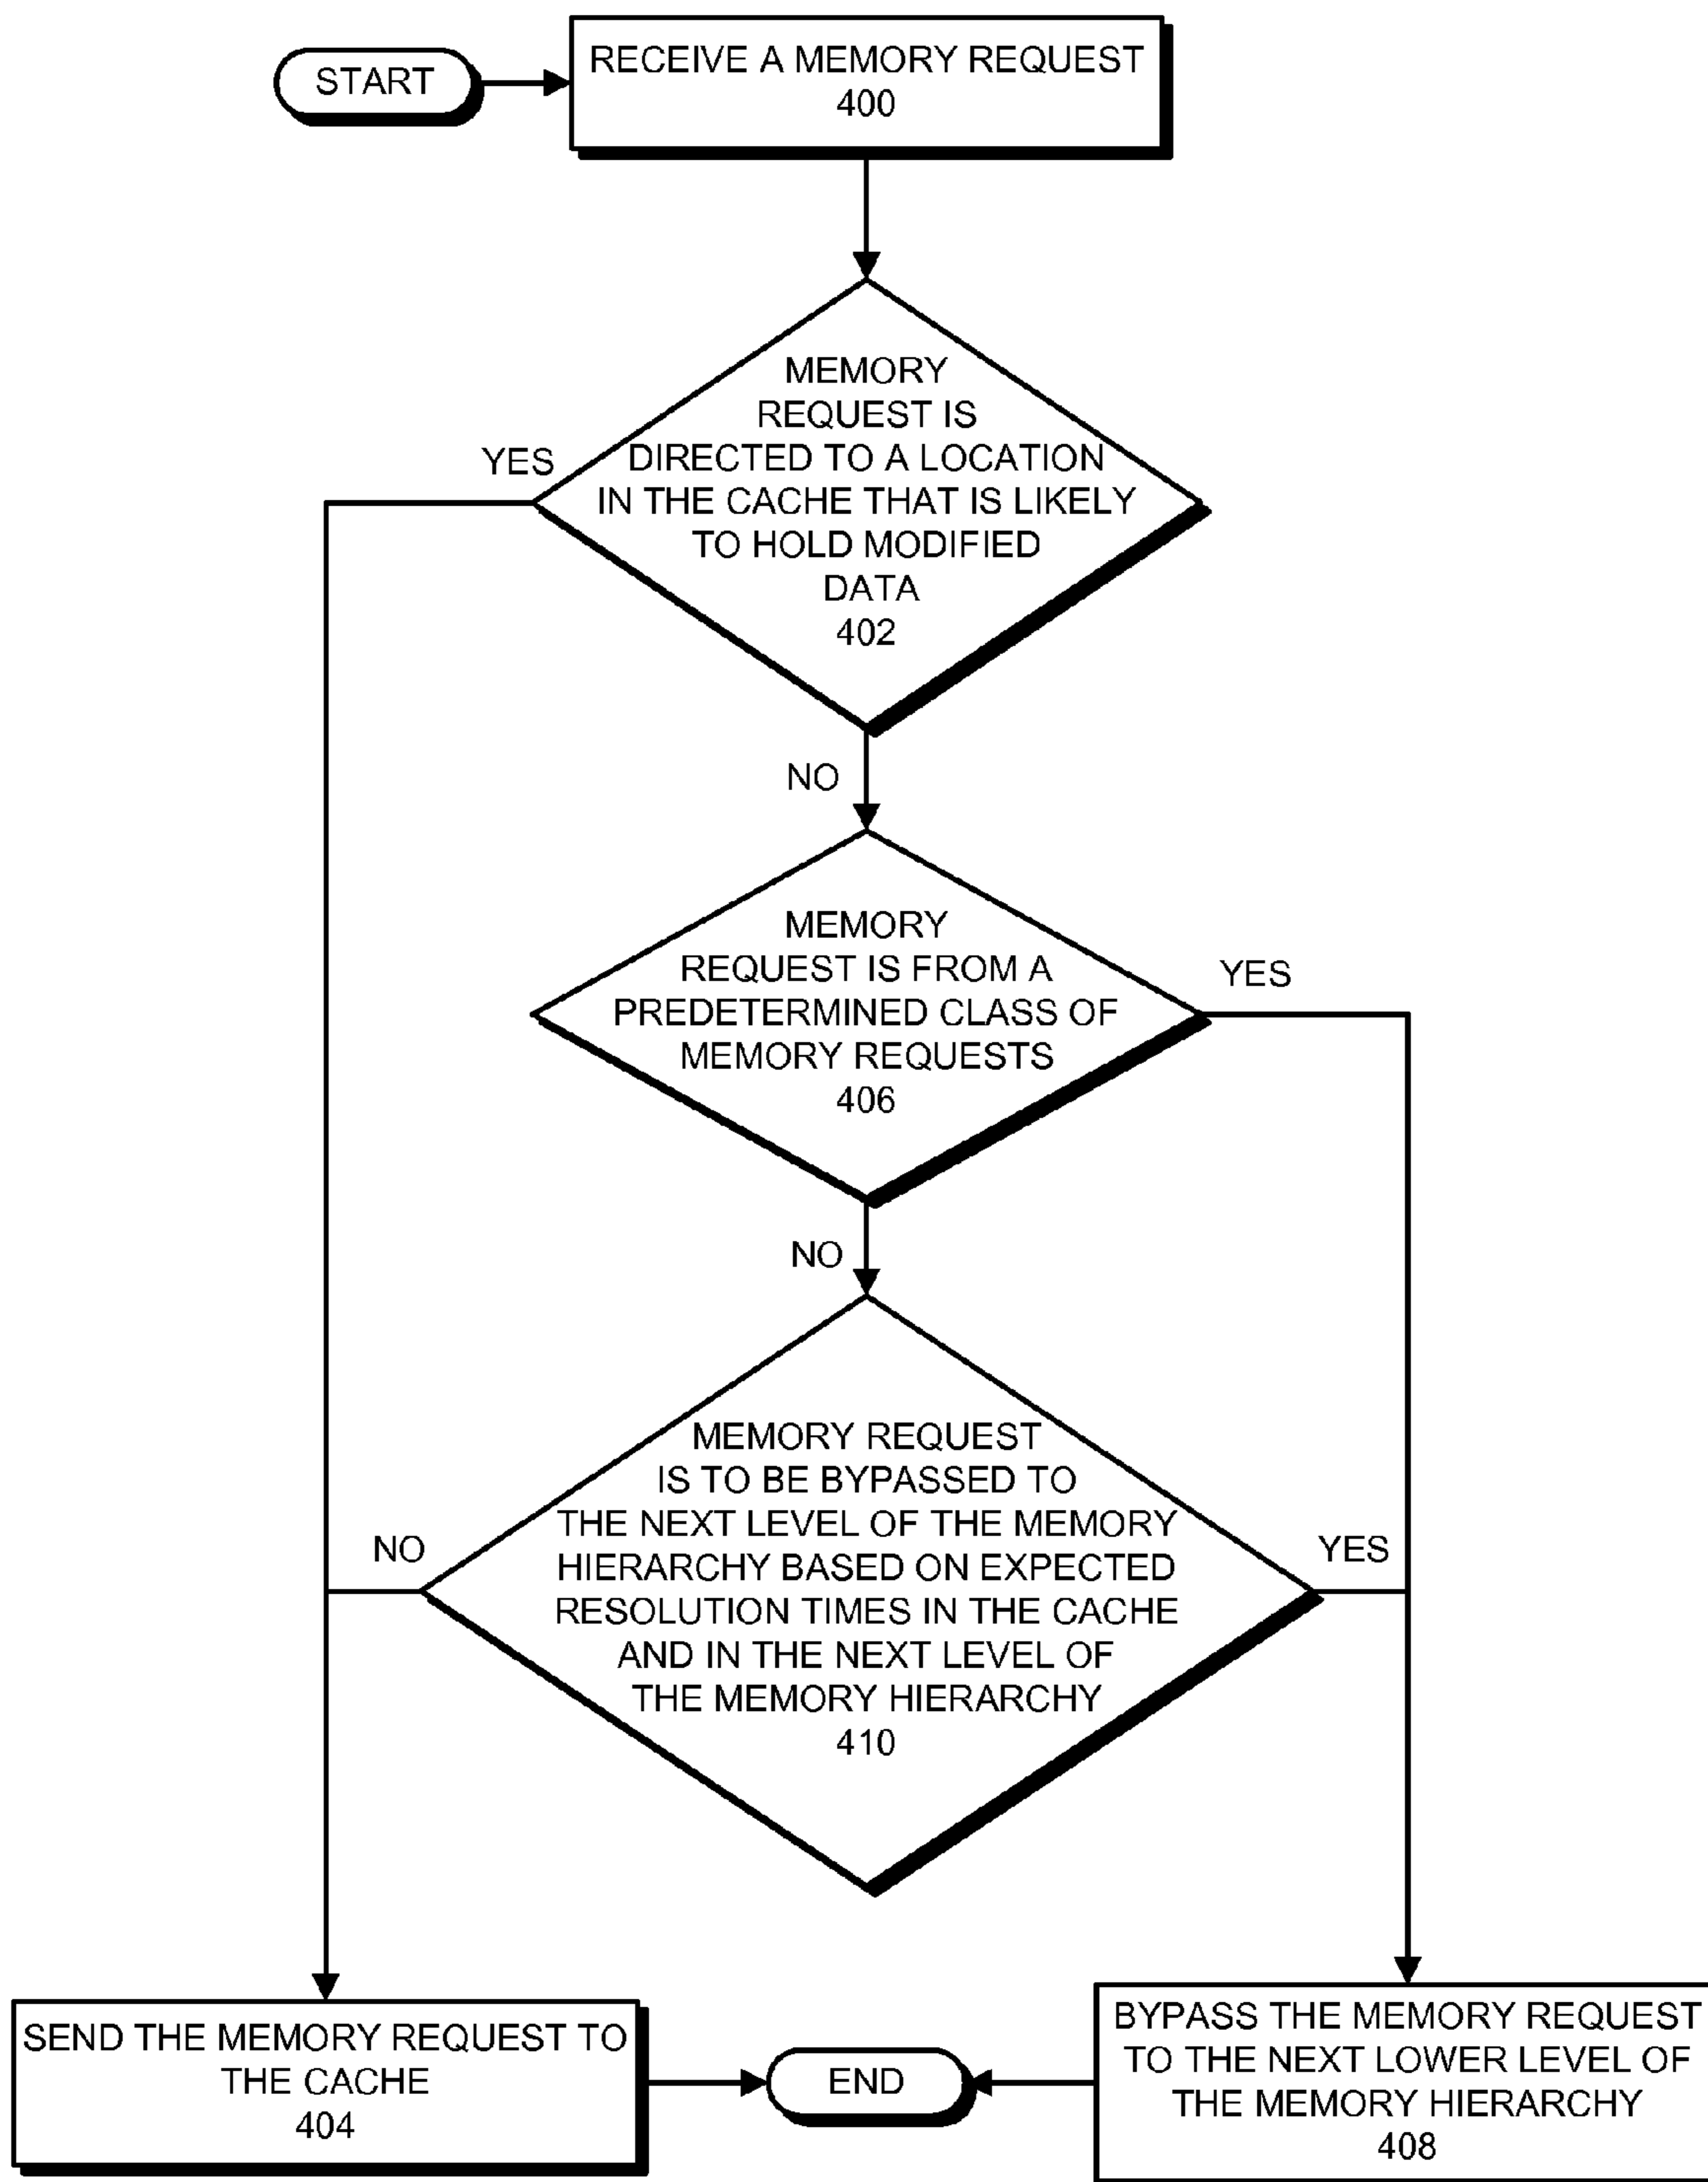 START
RECEIVE A MEMORY REQUEST
400
MEMORY
REQUEST IS
DIRECTED TO A LOCATION
IN THE CACHE THAT IS LIKELY
TO HOLD MODIFIED
DATA
402
YES
NO
MEMORY
REQUEST IS FROM A
PREDETERMINED CLASS OF
MEMORY REQUESTS
406
YES
NO
MEMORY REQUEST
IS TO BE BYPASSED TO
THE NEXT LEVEL OF THE MEMORY
HIERARCHY BASED ON EXPECTED
RESOLUTION TIMES IN THE CACHE
AND IN THE NEXT LEVEL OF
THE MEMORY HIERARCHY
410
NO
YES
SEND THE MEMORY REQUEST TO
THE CACHE
404
END
BYPASS THE MEMORY REQUEST
TO THE NEXT LOWER LEVEL OF
THE MEMORY HIERARCHY
408